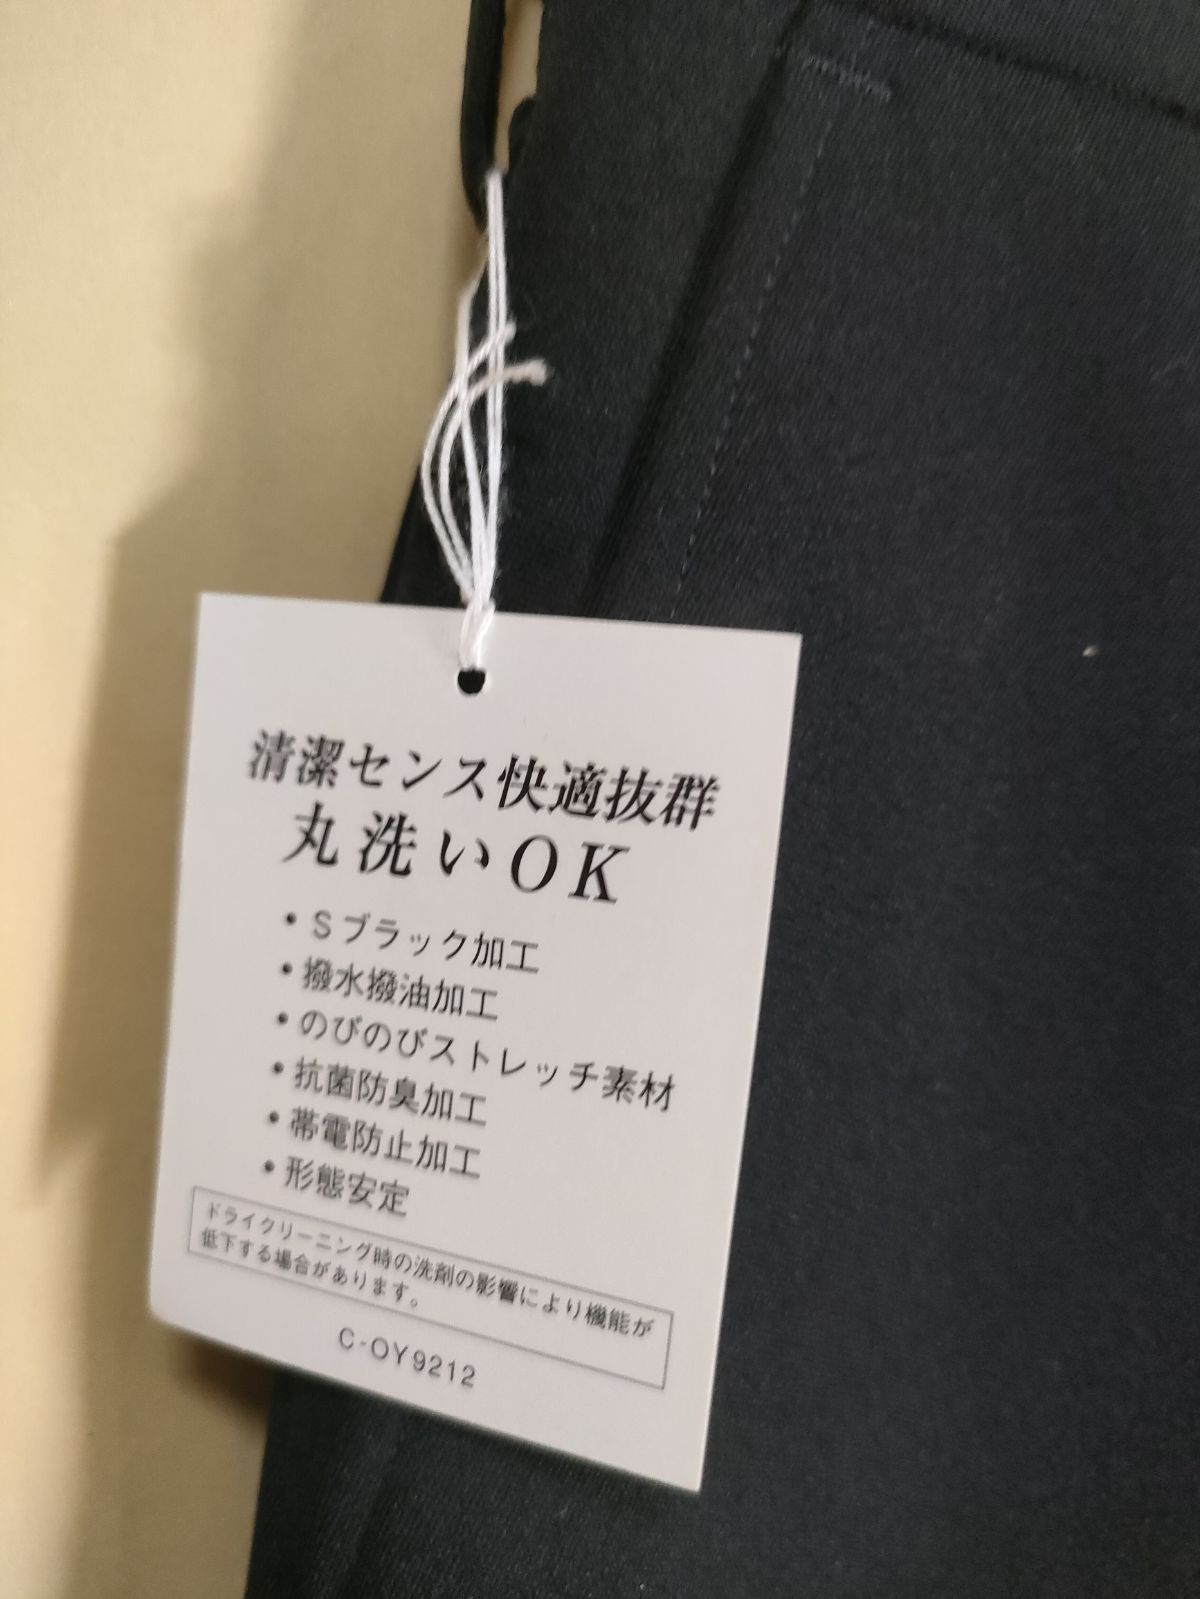 清潔センス快適抜群
丸洗いOK
・Sブラック加工
・撥水撥油加工
・のびのびストレッチ素材
・抗菌防臭加工
・帯電防止加工
・形態安定
ドライクリーニング時の洗剤の影響により機能が
低下する場合があります。
C-OY9212